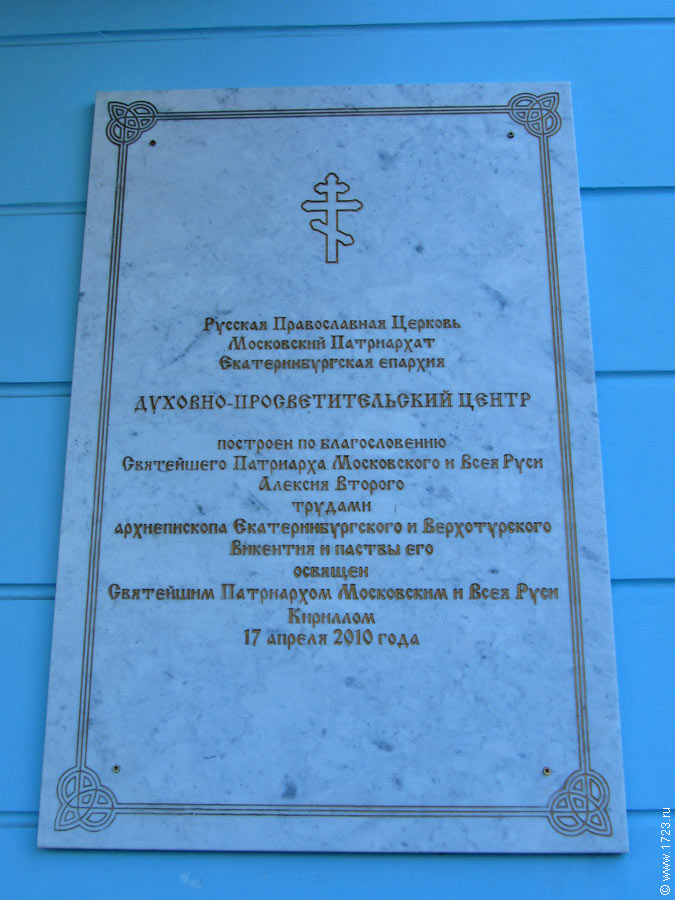 Русская Православная Церковь
Московский Патриархат
Екатеринбургская епархия
ДУХОВНО-ПРОСВЕТИТЕЛЬСКИЙ ЦЕНТР
построен по благословению
Святейшего Патриарха Московского и Всея Руси
Алексия Второго
трудами
архиепископа Екатеринбургского и Верхотурского
Викентия и паствы его
освящен
Святейшим Патриархом Московским и Всея Руси
Кириллом
17 апреля 2010 года
© www.1723.ru